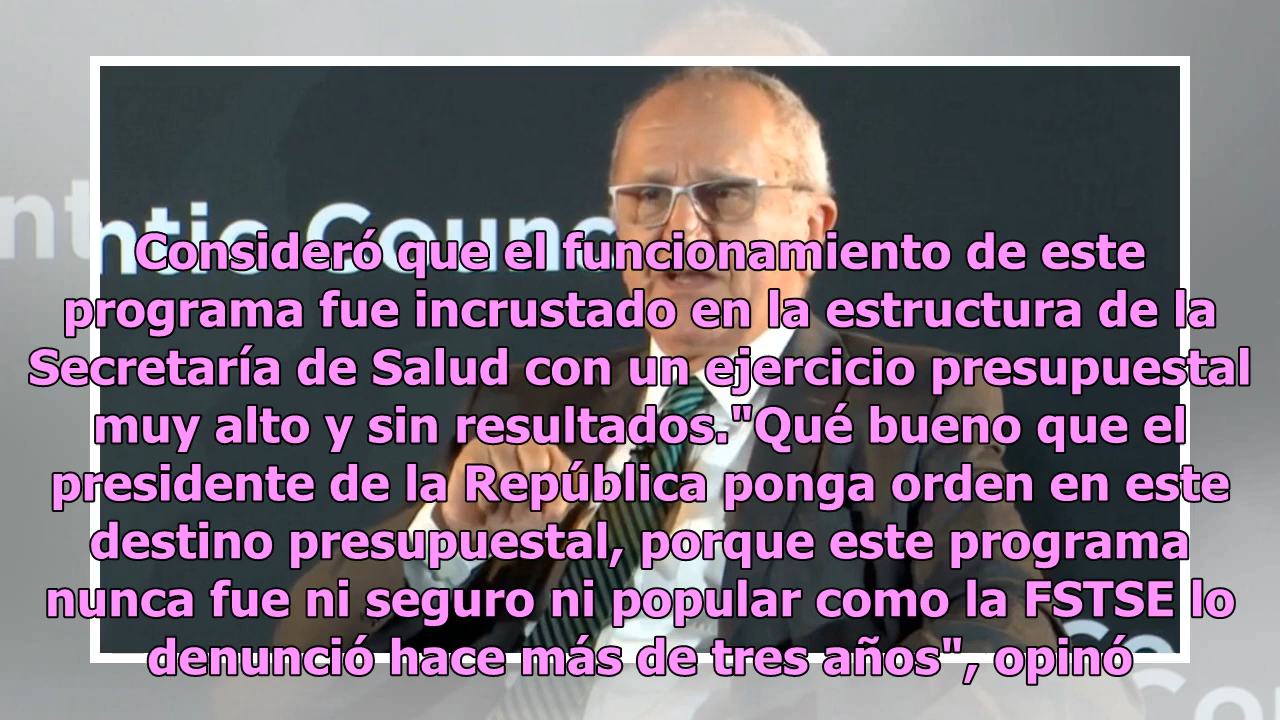 ntic Counc
Consideró que el funcionamiento de este
programa fue incrustado en la estructura de la
Secretaría de Salud con un ejercicio presupuestal
muy alto y sin resultados."Qué bueno que el
presidente de la República ponga orden en este
destino presupuestal, porque este programa
nunca fue ni seguro ni popular como la FSTSE lo
denunció hace más de tres años", opinó